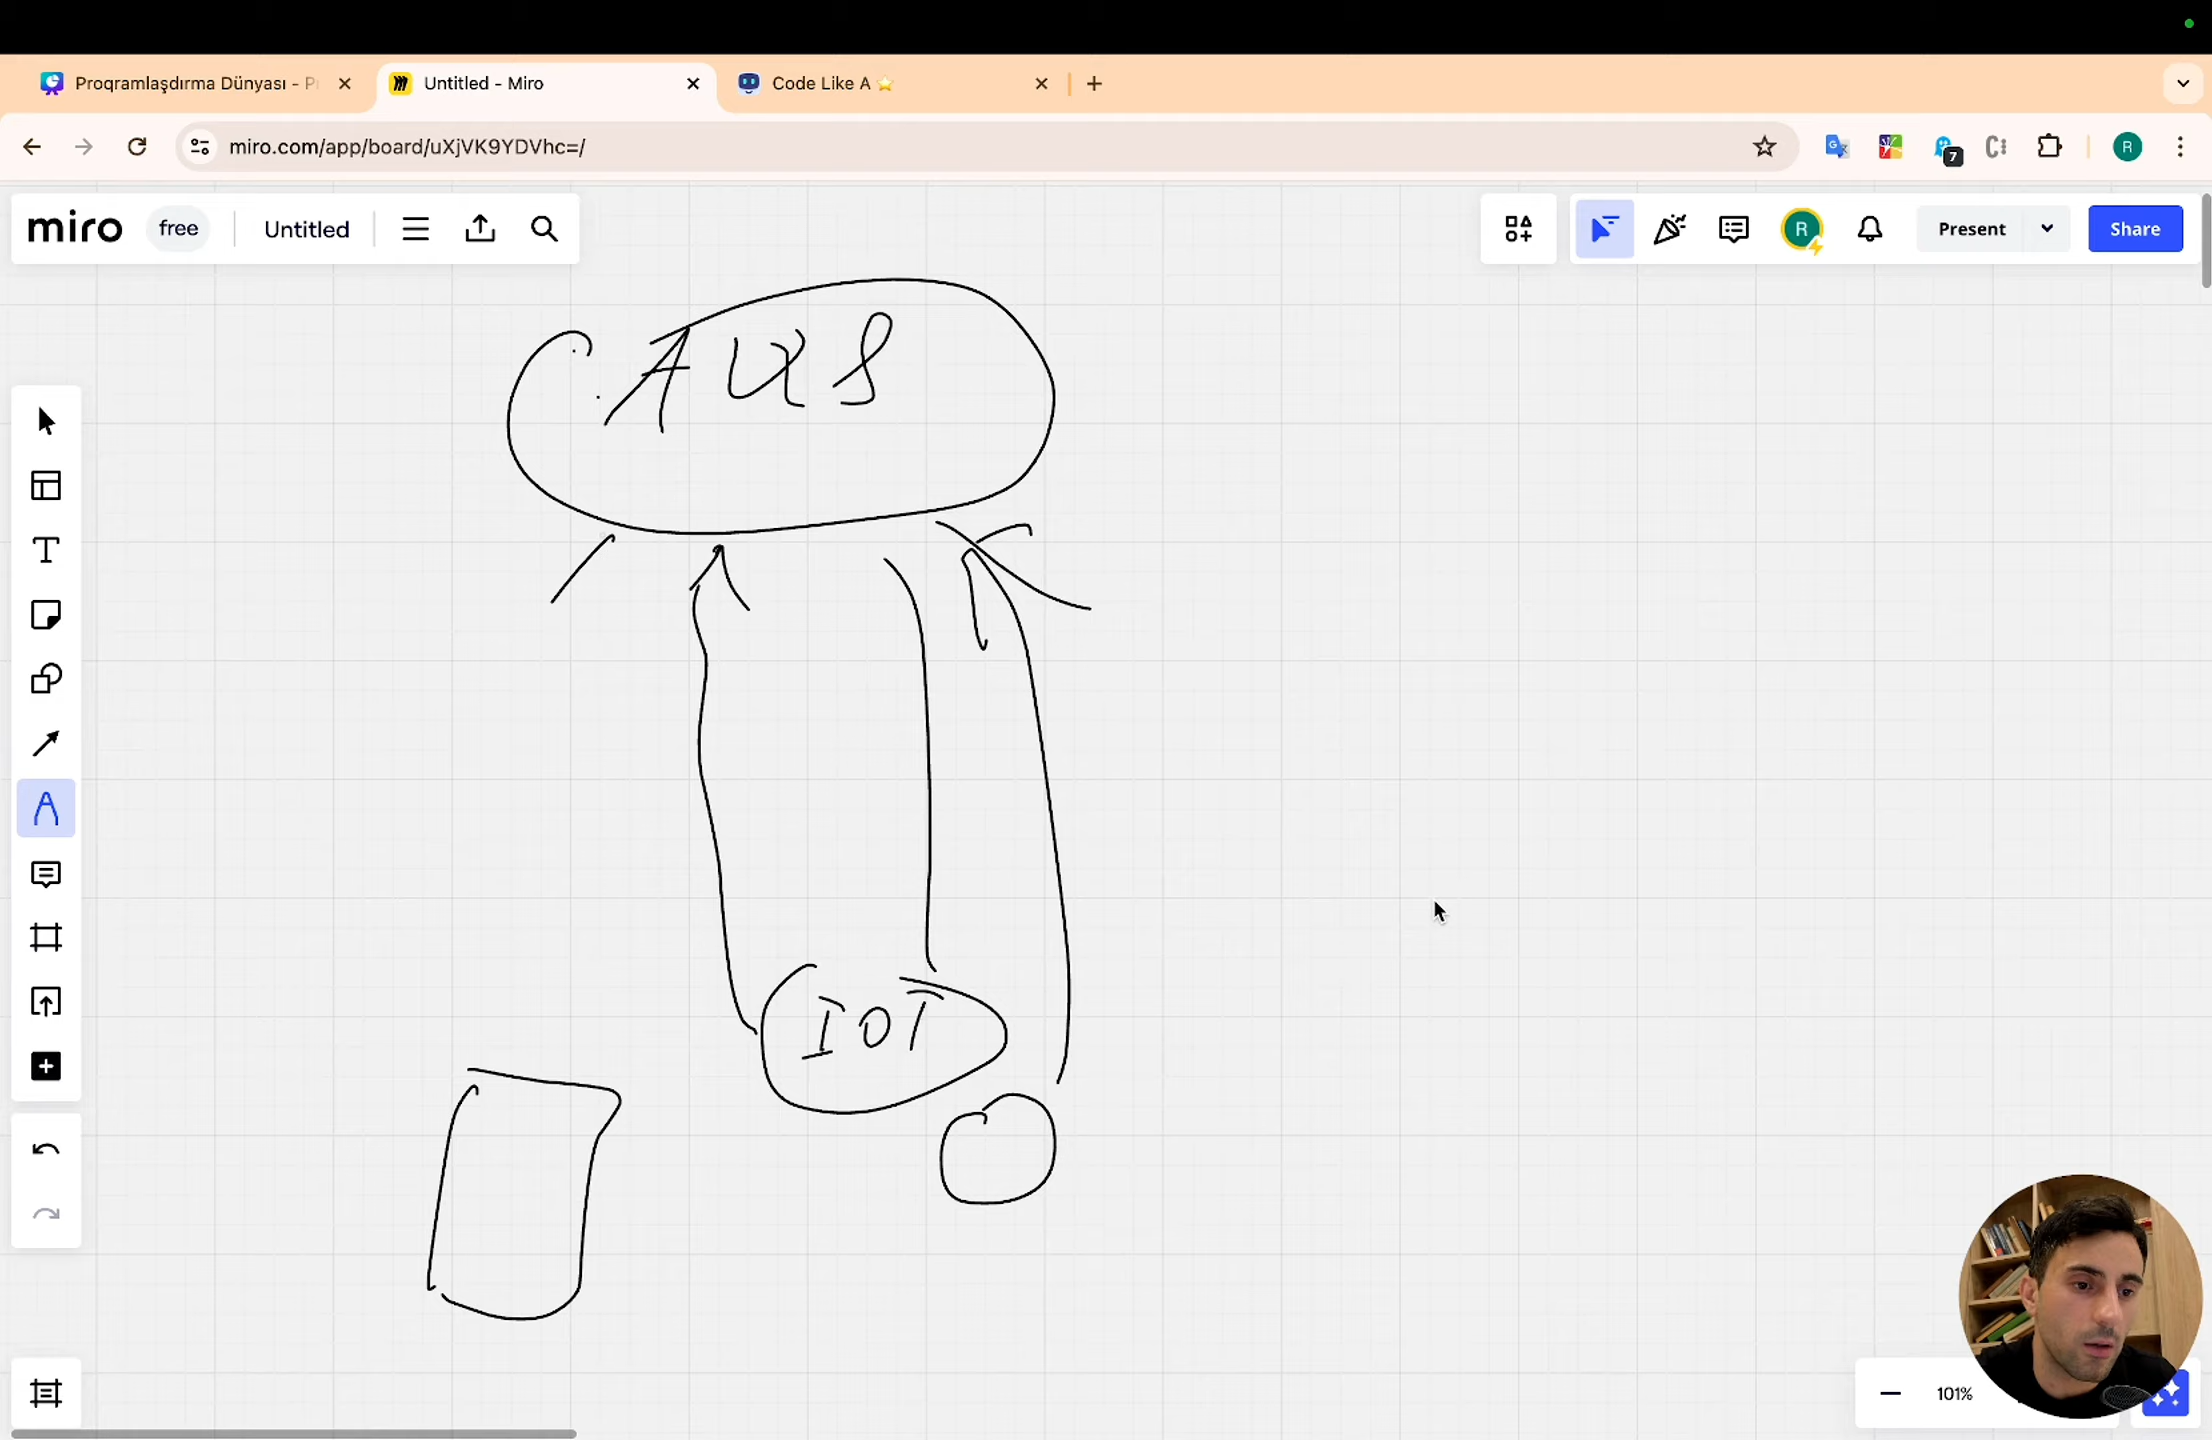 Proqramlaşdırma Dünyası - P
Untitled - Miro
Code Like A ⭐
miro.com/app/board/uXjVK9YDVhc=/
7
R
miro
free
Untitled
R
Present
Share
AWS
IOT
101%